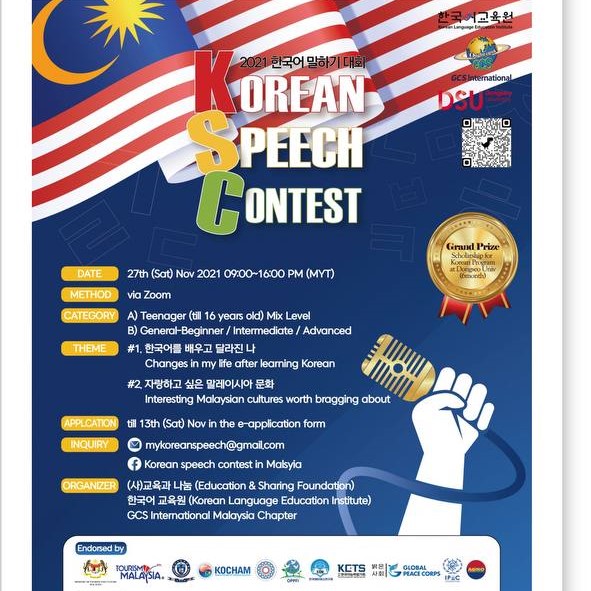 한국어교육원
Korean Language Education Institute
GCS International
DSU
2021 한국어 말하기 대회
KOREAN
SPEECH
CONTEST
Grand Prize
Scholarship for
Korean Program
at Dongseo Univ
(6month)
DATE 27th (Sat) Nov 2021 09:00~16:00 PM (MYT)
METHOD via Zoom
CATEGORY A) Teenager (till 16 years old) Mix Level
B) General-Beginner / Intermediate / Advanced
THEME #1. 한국어를 배우고 달라진 나
Changes in my life after learning Korean
#2. 자랑하고 싶은 말레이시아 문화
Interesting Malaysian cultures worth bragging about
APPLCATION till 13th (Sat) Nov in the e-application form
INQUIRY mykoreanspeech@gmail.com
Korean speech contest in Malsyia
ORGANIZER (사)교육과 나눔 (Education & Sharing Foundation)
한국어 교육원 (Korean Language Education Institute)
GCS International Malaysia Chapter
Endorsed by
TOURISM MALAYSIA KOCHAM KCTS 밝은사회 GLOBAL PEACE CORPS